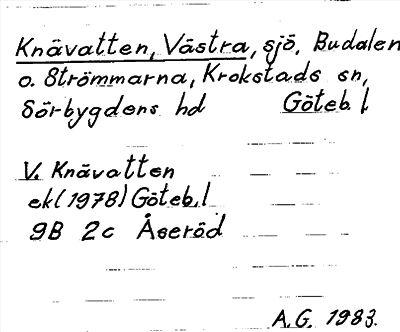 Knävatten, Västra, sjö, Budalen
o. Strömmarna, Krokstads sn,
Sörbygdens hd Göteb. l
V. Knävatten
ek (1978) Göteb. l
9B 2c Åseröd
A.G. 1983.